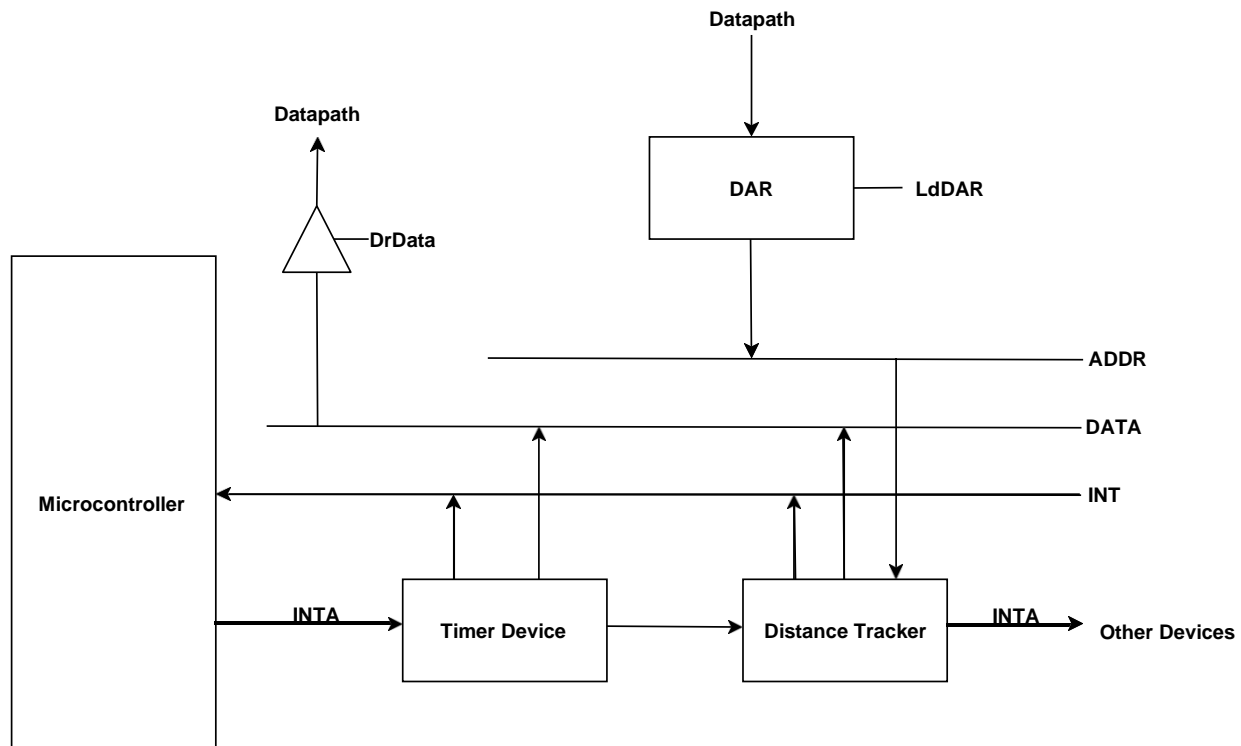 Datapath
Datapath
DAR
LdDAR
DrData
ADDR
DATA
Microcontroller
INT
INTA
Timer Device
Distance Tracker
INTA
Other Devices